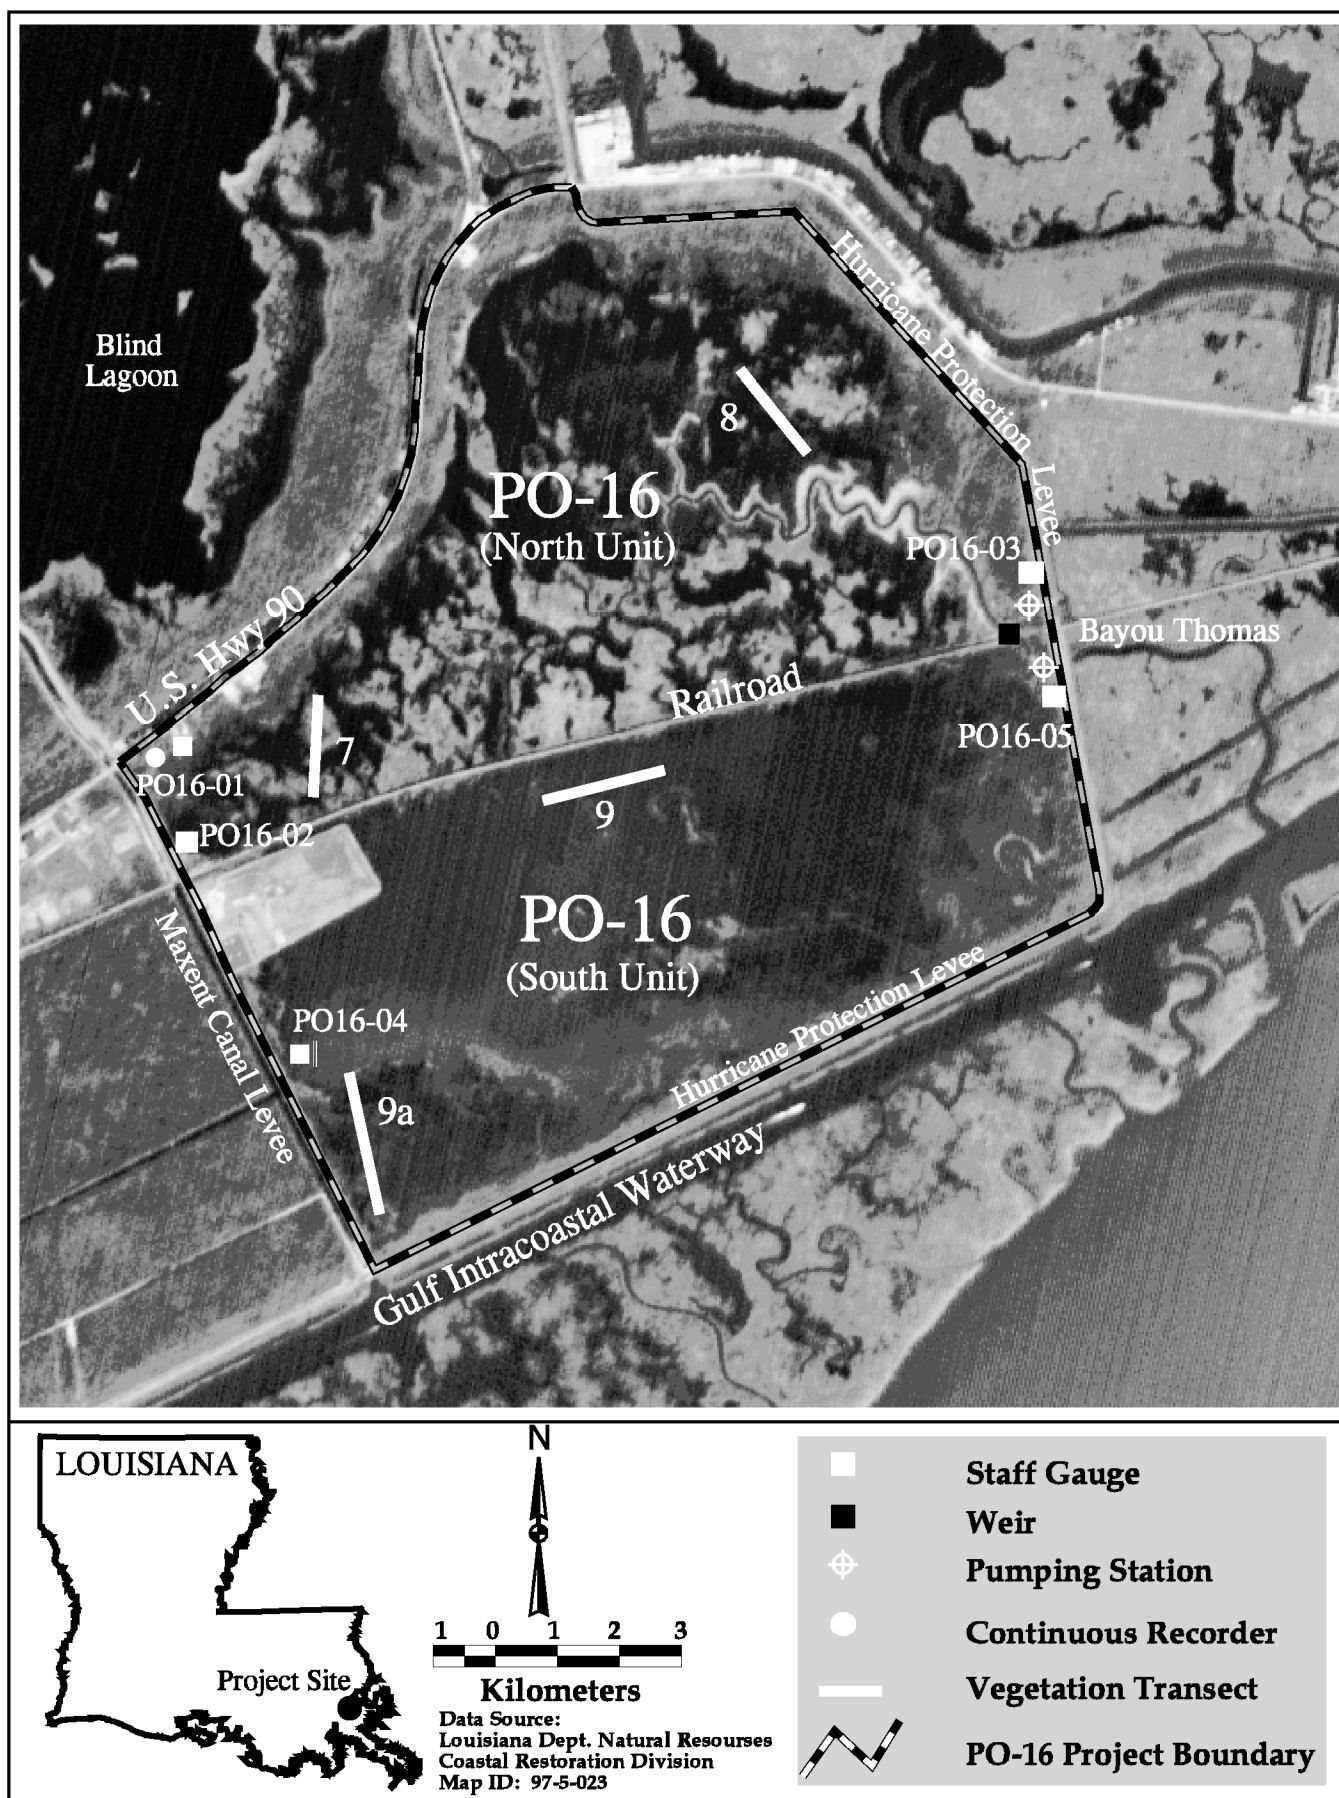 Blind
Lagoon
Hurricane Protection
Levee
8
PO-16
(North Unit)
PO16-03
U.S. Hwy 90
Bayou Thomas
Railroad
7
PO16-05
PO16-01
9
PO16-02
Maxent Canal Levee
PO-16
(South Unit)
Hurricane Protection Levee
PO16-04
9a
Gulf Intracoastal Waterway
LOUISIANA
Project Site
N
1 0 1 2 3
Kilometers
Data Source:
Louisiana Dept. Natural Resourses
Coastal Restoration Division
Map ID: 97-5-023
Staff Gauge
Weir
Pumping Station
Continuous Recorder
Vegetation Transect
PO-16 Project Boundary